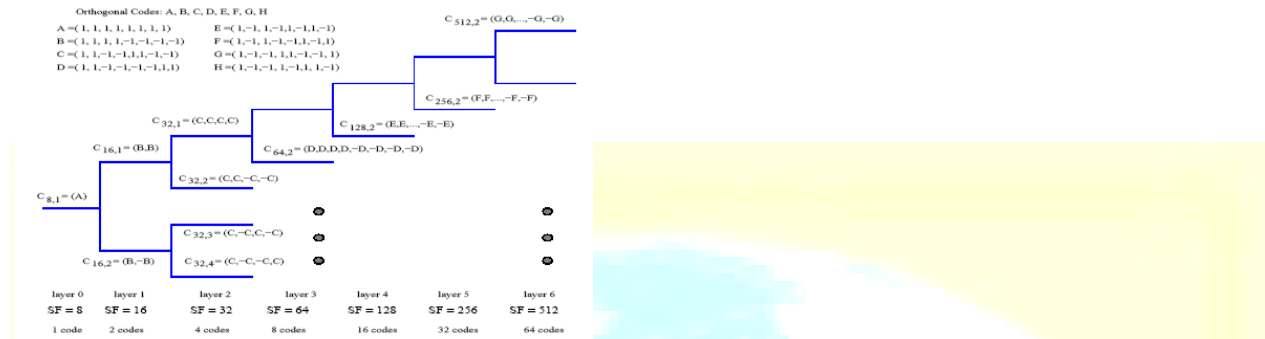 Orthogonal Codes: A, B, C, D, E, F, G, H
A =( 1, 1, 1, 1, 1, 1, 1, 1)
B =( 1, 1, 1, 1,−1,−1,−1,−1)
C =( 1, 1,−1,−1,1,1,−1,−1)
D =( 1, 1,−1,−1,−1,−1,1,1)
E =( 1,−1, 1,−1,1,−1,1,−1)
F =( 1,−1, 1,−1,−1,1,−1,1)
G =( 1,−1,−1, 1,1,−1,−1, 1)
H =( 1,−1,−1, 1,−1,1, 1,−1)
C 512,2 = (G,G,...,−G,−G)
C 256,2 = (F,F,...,−F,−F)
C 32,1 = (C,C,C,C)
C 128,2 = (E,E,...,−E,−E)
C 16,1 = (B,B)
C 64,2 = (D,D,D,D,−D,−D,−D,−D)
C 32,2 = (C,C,−C,−C)
C 8,1 = (A)
C 32,3 = (C,−C,C,−C)
C 16,2 = (B,−B)
C 32,4 = (C,−C,−C,C)
layer 0 layer 1 layer 2 layer 3 layer 4 layer 5 layer 6
SF = 8 SF = 16 SF = 32 SF = 64 SF = 128 SF = 256 SF = 512
1 code 2 codes 4 codes 8 codes 16 codes 32 codes 64 codes